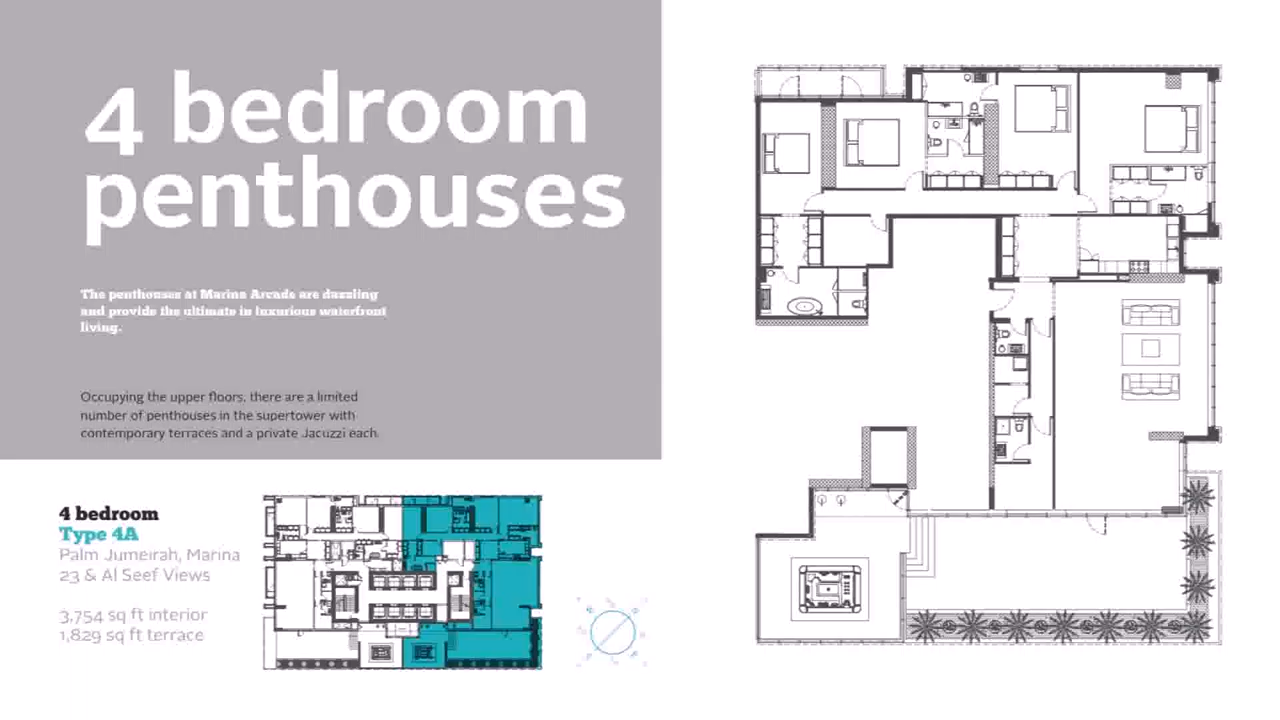 4 bedroom
penthouses
The penthouses at Marina Arcade are dazzling
and provide the ultimate in luxurious waterfront
living.
Occupying the upper floors, there are a limited
number of penthouses in the supertower with
contemporary terraces and a private Jacuzzi each.
4 bedroom
Type 4A
Palm Jumeirah, Marina
23 & Al Seef Views
3,754 sq ft interior
1,829 sq ft terrace